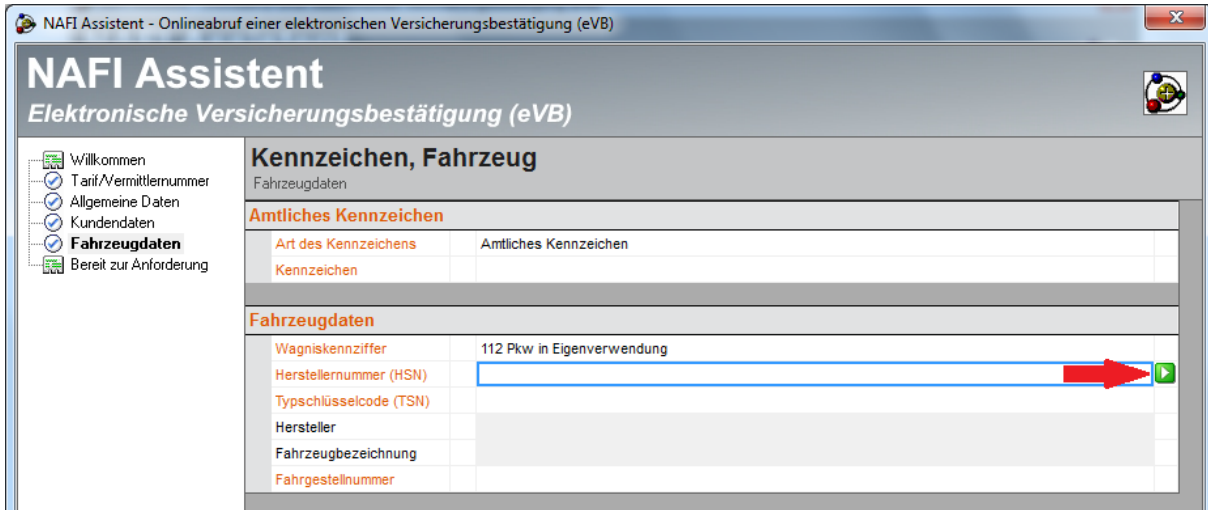 NAFI Assistent - Onlineabruf einer elektronischen Versicherungsbestätigung (eVB)
x
NAFI Assistent
Elektronische Versicherungsbestätigung (eVB)
Willkommen
Tarif/Vermittlernummer
Allgemeine Daten
Kundendaten
Fahrzeugdaten
Bereit zur Anforderung
Kennzeichen, Fahrzeug
Fahrzeugdaten
Amtliches Kennzeichen
Art des Kennzeichens Amtliches Kennzeichen
Kennzeichen
Fahrzeugdaten
Wagniskennziffer 112 Pkw in Eigenverwendung
Herstellernummer (HSN)
Typschlüsselcode (TSN)
Hersteller
Fahrzeugbezeichnung
Fahrgestellnummer